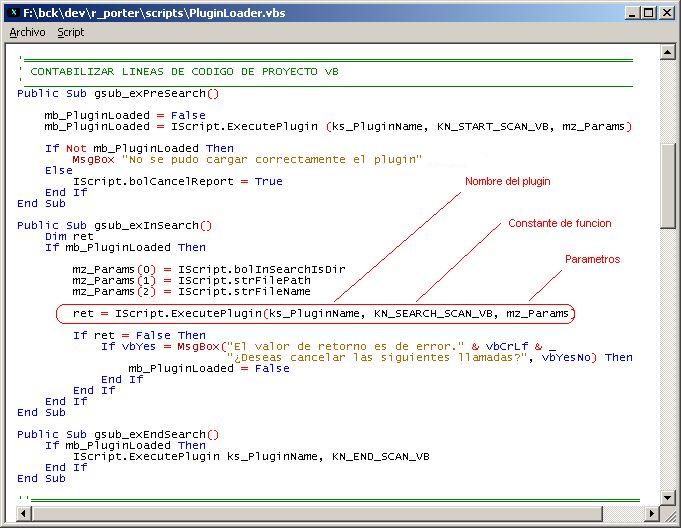 F:\bck\dev\r_porter\scripts\PluginLoader.vbs
Archivo Script
'
' CONTABILIZAR LINEAS DE CODIGO DE PROYECTO VB
'
Public Sub gsub_exPreSearch()
mb_PluginLoaded = False
mb_PluginLoaded = IScript.ExecutePlugin (ks_PluginName, KN_START_SCAN_VB, mz_Params)
If Not mb_PluginLoaded Then
MsgBox "No se pudo cargar correctamente el plugin"
Else
IScript.bolCancelReport = True
End If
End Sub
Nombre del plugin
Public Sub gsub_exInSearch()
Constante de funcion
Dim ret
If mb_PluginLoaded Then
Parametros
mz_Params(0) = IScript.bolInSearchIsDir
mz_Params(1) = IScript.strFilePath
mz_Params(2) = IScript.strFileName
ret = IScript.ExecutePlugin(ks_PluginName, KN_SEARCH_SCAN_VB, mz_Params)
If ret = False Then
If vbYes = MsgBox("El valor de retorno es de error." & vbCrLf & _
"¿Deseas cancelar las siguientes llamadas?", vbYesNo) Then
mb_PluginLoaded = False
End If
End If
End If
End Sub
Public Sub gsub_exEndSearch()
If mb_PluginLoaded Then
IScript.ExecutePlugin ks_PluginName, KN_END_SCAN_VB
End If
End Sub
''